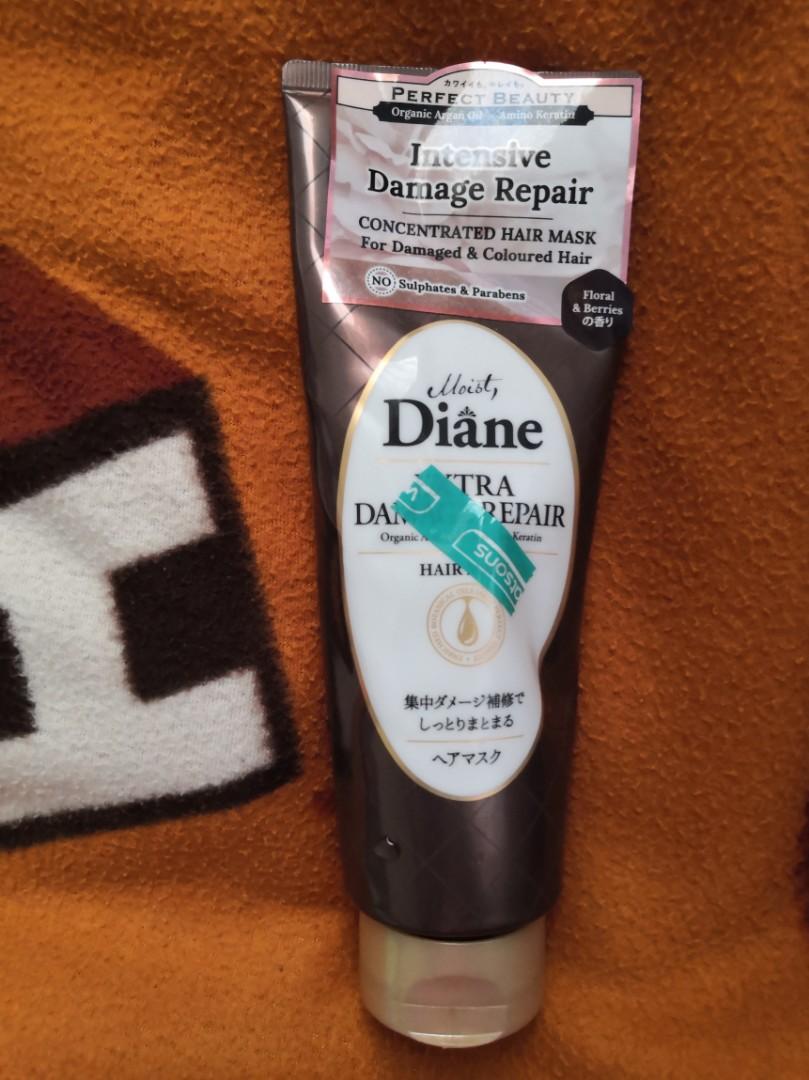 カワイイも、キレイも。
PERFECT BEAUTY
Organic Argan Oil Amino Keratin
Intensive
Damage Repair
CONCENTRATED HAIR MASK
For Damaged & Coloured Hair
NO Sulphates & Parabens
Floral
& Berries
の香り
Moist,
Diane
EXTRA
REPAIR
Organic Keratin
HAIR
集中ダメージ補修で
しっとりまとまる
ヘアマスク